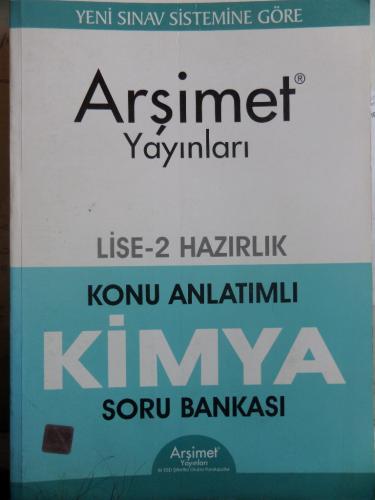 YENİ SINAV SİSTEMİNE GÖRE
Arşimet®
Yayınları
LİSE-2 HAZIRLIK
KONU ANLATIMLI
KİMYA
SORU BANKASI
Arşimet
Yayınları